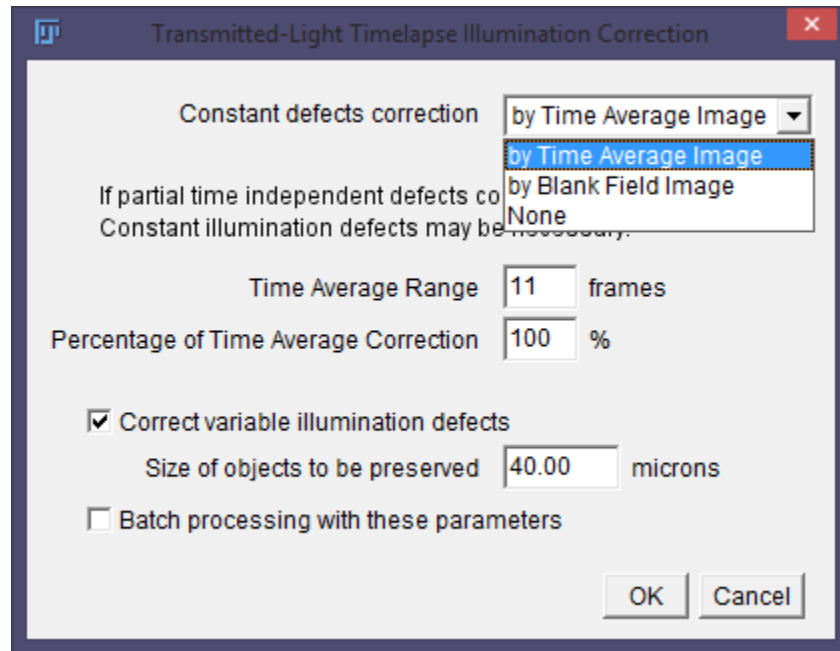 Transmitted-Light Timelapse Illumination Correction
Constant defects correction by Time Average Image
by Time Average Image
by Blank Field Image
None
If partial time independent defects co
Constant illumination defects may be necessary.
Time Average Range 11 frames
Percentage of Time Average Correction 100 %
Correct variable illumination defects
Size of objects to be preserved 40.00 microns
Batch processing with these parameters
OK Cancel